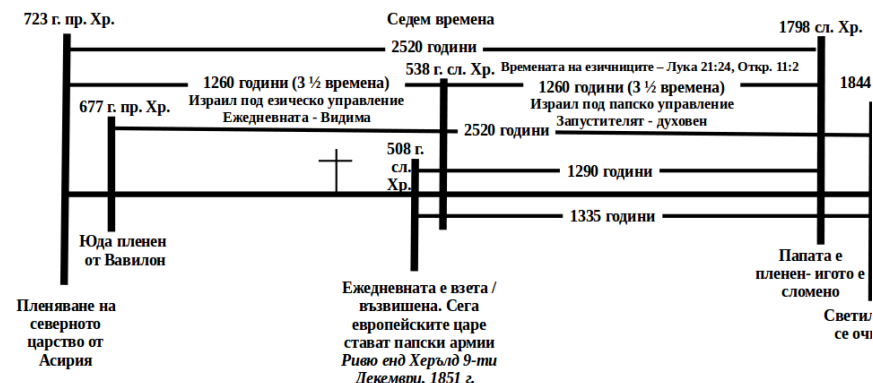 723 г. пр. Хр.
Седем времена
1798 сл. Хр.
2520 години
538 г. сл. Хр.
Времената на езичниците – Лука 21:24, Откр. 11:2
1260 години (3 ½ времена)
Израил под езическо управление
Ежедневната - Видима
1260 години (3 ½ времена)
Израил под папско управление
Запустителят - духовен
1844
677 г. пр. Хр.
2520 години
508 г.
сл.
Хр.
1290 години
1335 години
Юда пленен
от Вавилон
Папата е
пленен- игото е
сломено
Пленяване на
северното
царство от
Асирия
Ежедневната е взета /
възвишена. Сега
европейските царе
стават папски армии
Ривю енд Хералд 9-ти
Декември, 1851 г.
се